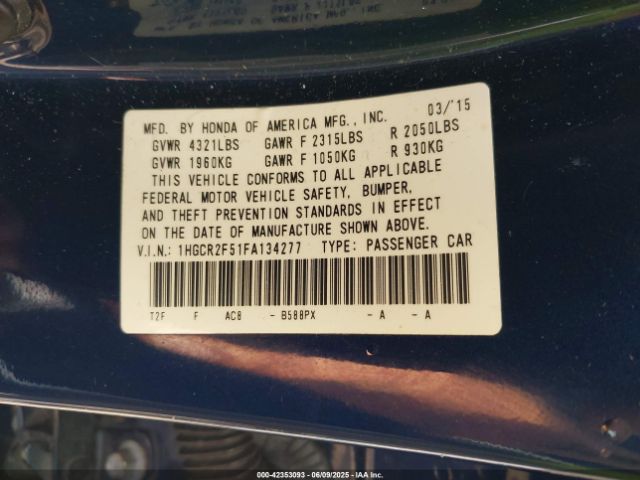 MFD. BY HONDA OF AMERICA MFG., INC. 03/'15
GVWR 4321LBS GAWR F 2315LBS R 2050LBS
GVWR 1960KG GAWR F 1050KG R 930KG
THIS VEHICLE CONFORMS TO ALL APPLICABLE
FEDERAL MOTOR VEHICLE SAFETY, BUMPER,
AND THEFT PREVENTION STANDARDS IN EFFECT
ON THE DATE OF MANUFACTURE SHOWN ABOVE.
V.I.N.: 1HGCR2F51FA134277 TYPE: PASSENGER CAR
T2F F AC8 - B588PX - A - A
000-42353093 - 06/09/2025 - IAA Inc.